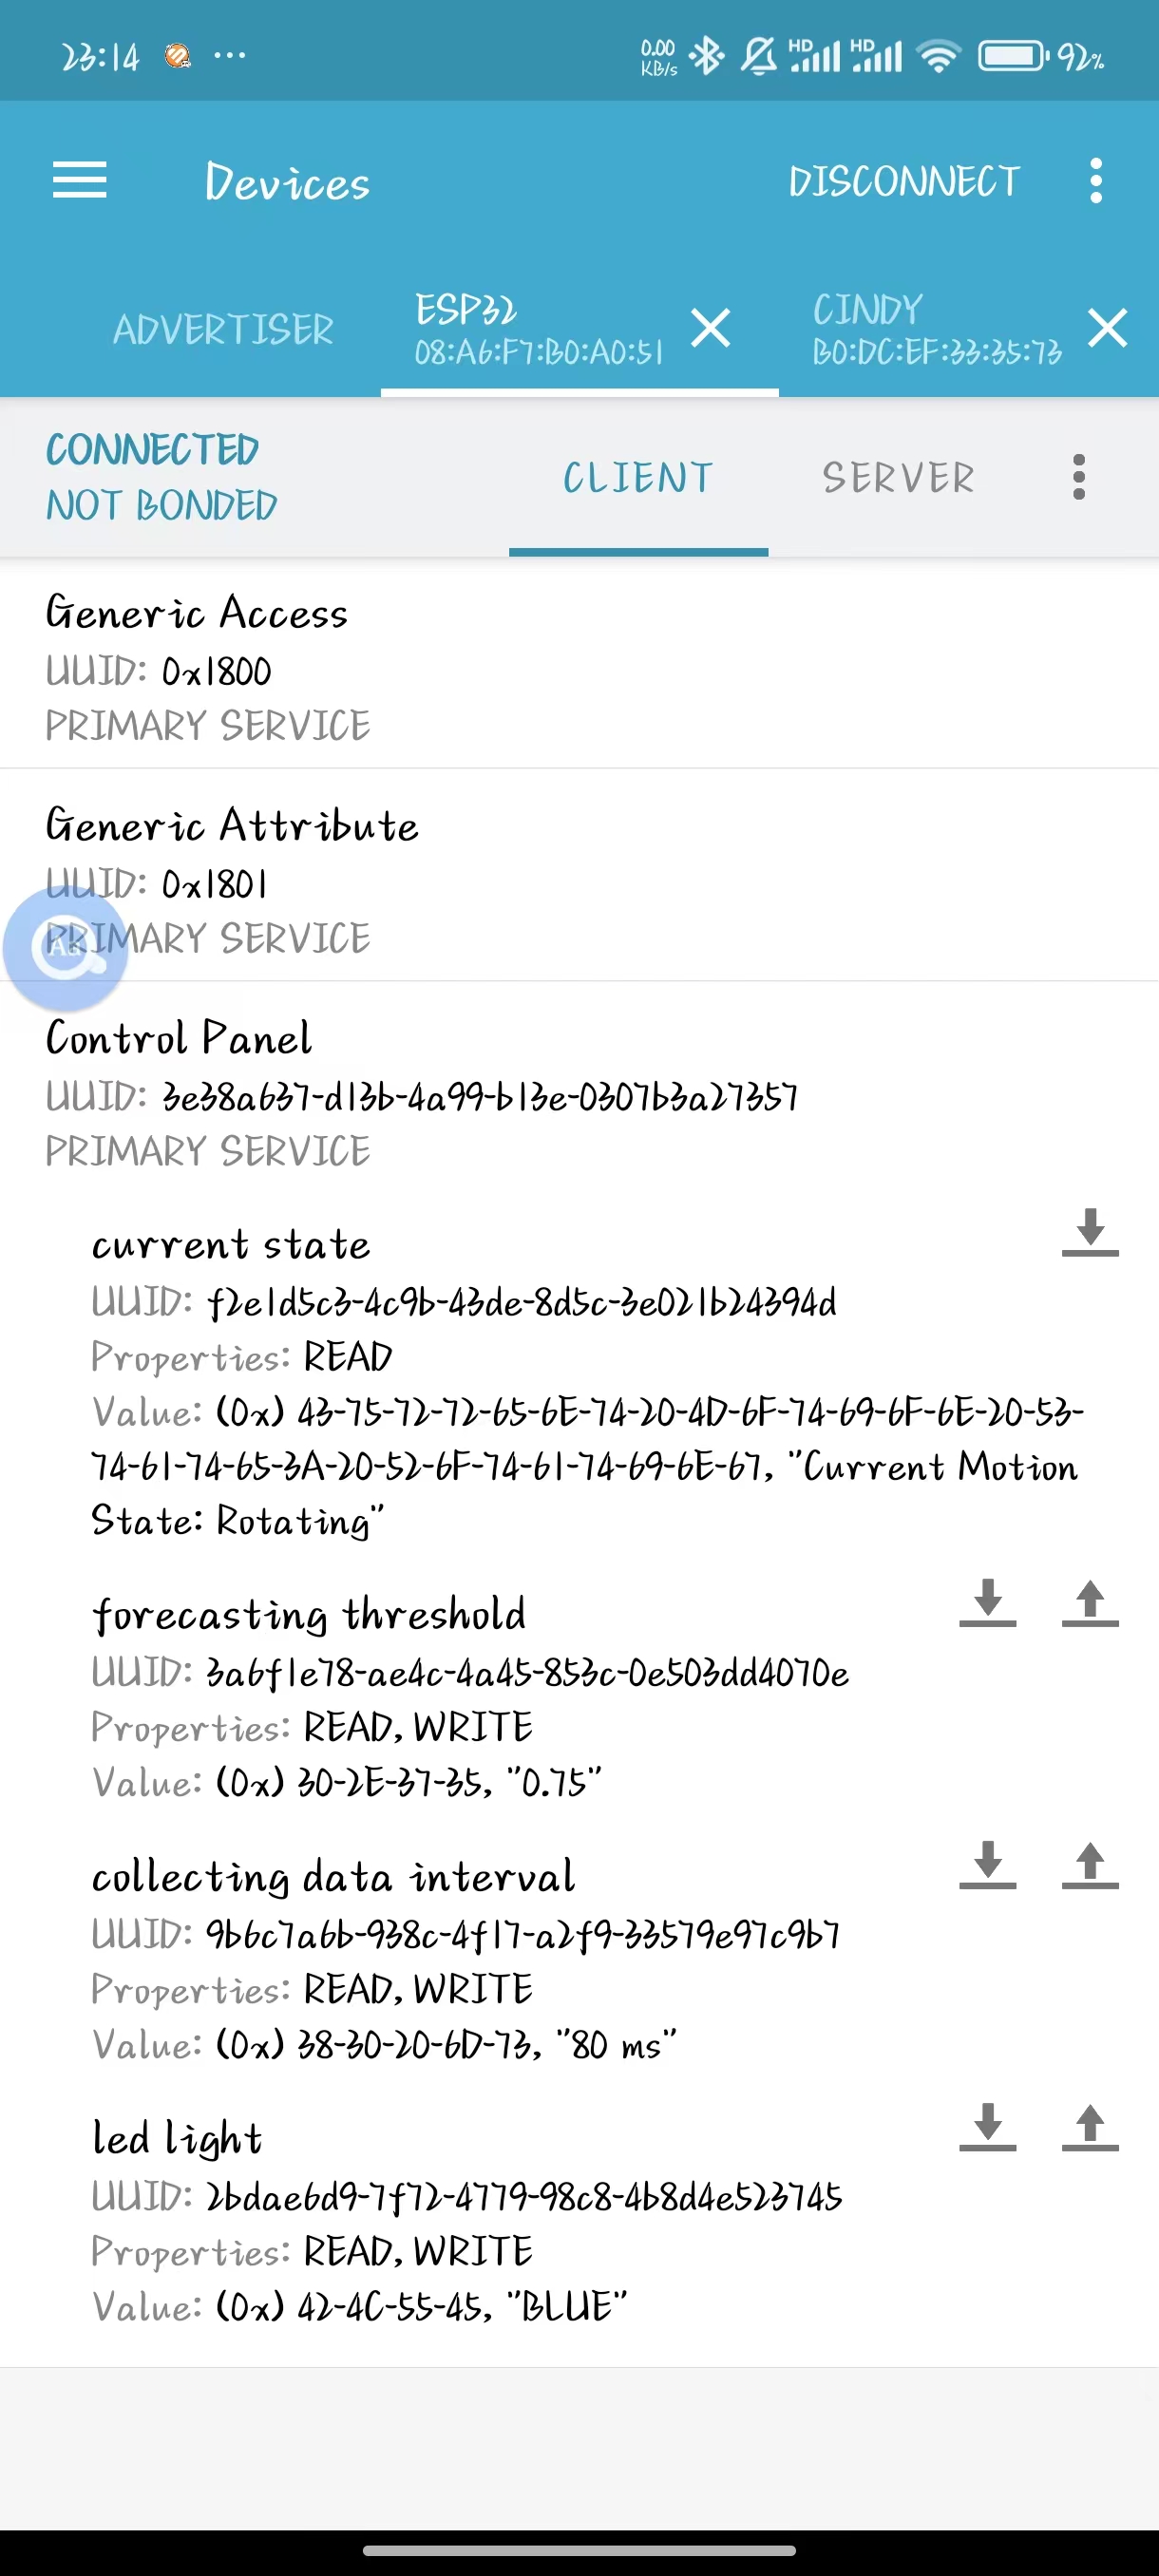 23:14 ...
0.00 KB/s HD HD 92%
Devices DISCONNECT
ADVERTISER
ESP32
08:A6:F7:B0:A0:51
CINDY
B0:DC:EF:33:35:73
CONNECTED
NOT BONDED
CLIENT SERVER
Generic Access
UUID: 0x1800
PRIMARY SERVICE
Generic Attribute
UUID: 0x1801
PRIMARY SERVICE
Aa
Control Panel
UUID: 3e38a637-d13b-4a99-b13e-0307b3a27357
PRIMARY SERVICE
current state
UUID: f2e1d5c3-4c9b-43de-8d5c-3e021b24394d
Properties: READ
Value: (0x) 43-75-72-72-65-6E-74-20-4D-6F-74-69-6F-6E-20-53-
74-61-74-65-3A-20-52-6F-74-61-74-69-6E-67, "Current Motion
State: Rotating"
forecasting threshold
UUID: 3a6f1e78-ae4c-4a45-853c-0e503dd4070e
Properties: READ, WRITE
Value: (0x) 30-2E-37-35, "0.75"
collecting data interval
UUID: 9b6c7a6b-938c-4f17-a2f9-33579e97c9b7
Properties: READ, WRITE
Value: (0x) 38-30-20-6D-73, "80 ms"
led light
UUID: 2bdae6d9-7f72-4779-98c8-4b8d4e523745
Properties: READ, WRITE
Value: (0x) 42-4C-55-45, "BLUE"